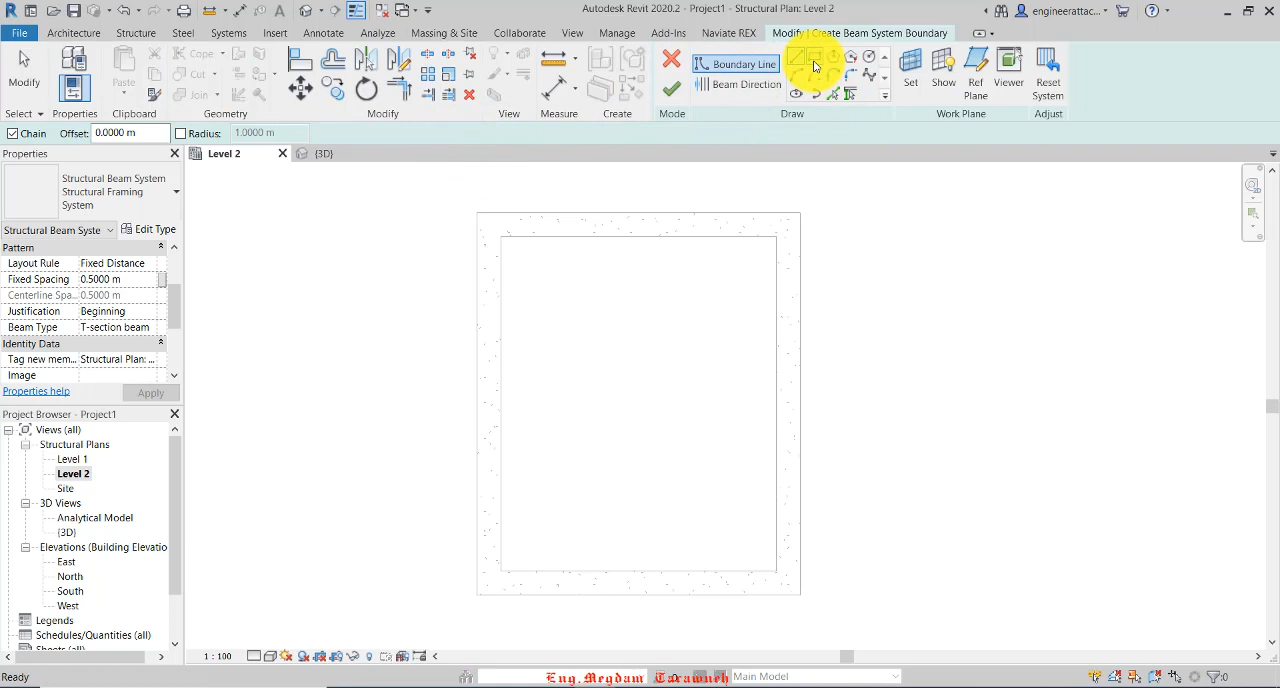 Autodesk Revit 2020.2 - Project1 - Structural Plan: Level 2
engineerattac...
File Architecture Structure Steel Systems Insert Annotate Analyze Massing & Site Collaborate View Manage Add-Ins Navate REX Modify | Create Beam System Boundary
Modify Paste Cope Cut Join Boundary Line Beam Direction Set Show Ref Plane Viewer Reset System
Select Properties Clipboard Geometry Modify View Measure Create Mode Draw Work Plane Adjust
Chain Offset: 0.0000 m Radius: 1.0000 m
Properties
Level 2 {3D}
Structural Beam System
Structural Framing
System
Structural Beam Syste Edit Type
Pattern
Layout Rule Fixed Distance
Fixed Spacing 0.5000 m
Centerline Spa... 0.5000 m
Justification Beginning
Beam Type T-section beam
Identity Data
Tag new mem... Structural Plan: ...
Image
Properties help Apply
Project Browser - Project1
Views (all)
Structural Plans
Level 1
Level 2
Site
3D Views
Analytical Model
{3D}
Elevations (Building Elevatio
East
North
South
West
Legends
Schedules/Quantities (all)
1 : 100
Ready
Eng.Megdam Tarawneh
Main Model
:0